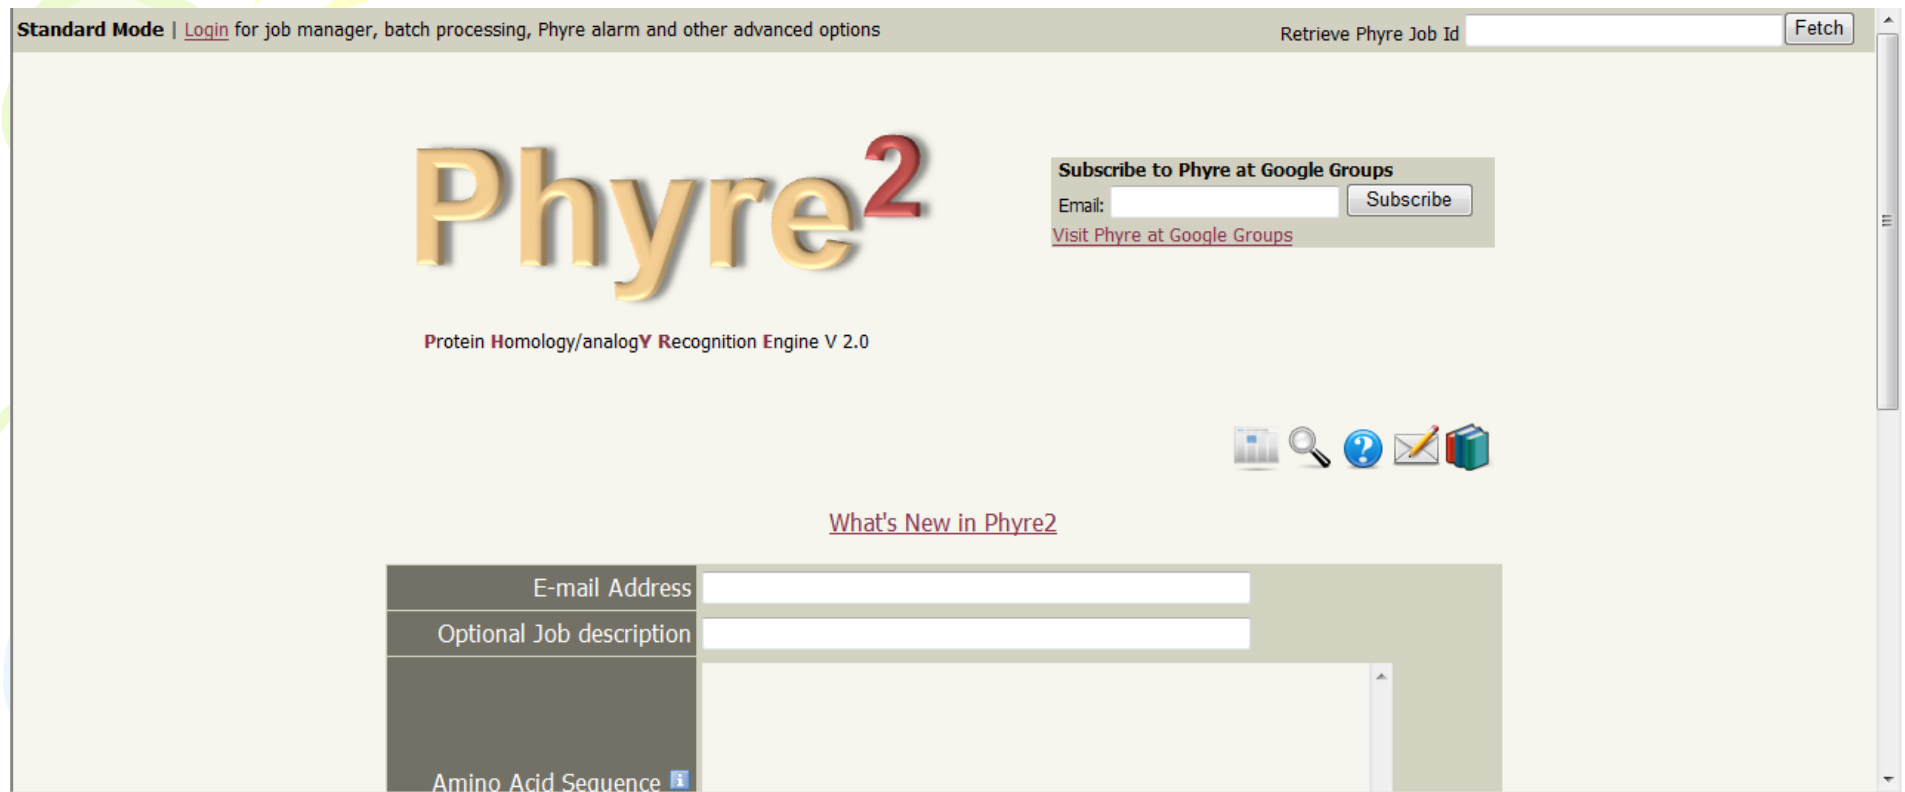 Standard Mode | Login for job manager, batch processing, Phyre alarm and other advanced options
Retrieve Phyre Job Id
Fetch
Phyre2
Subscribe to Phyre at Google Groups
Email:
Subscribe
Visit Phyre at Google Groups
Protein Homology/analogY Recognition Engine V 2.0
?
What's New in Phyre2
E-mail Address
Optional Job description
Amino Acid Sequence i